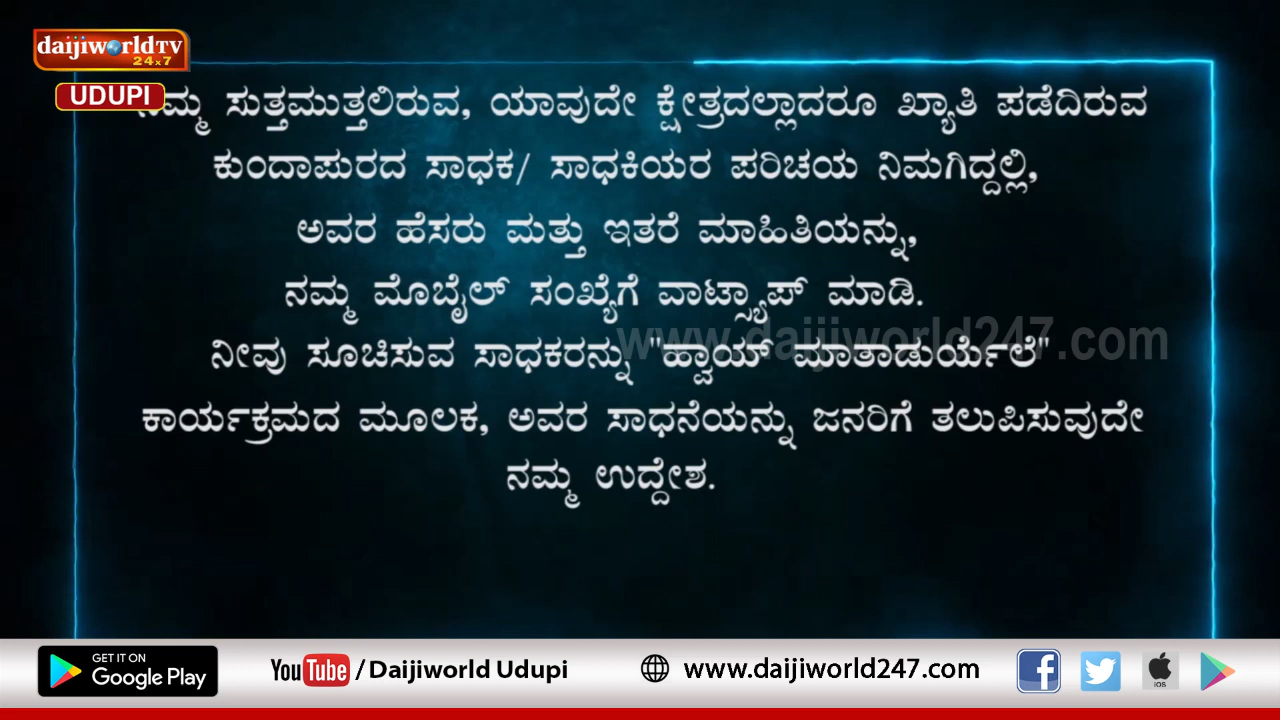 daijiworldTV
24x7
UDUPI
ಸುತ್ತಮುತ್ತಲಿರುವ, ಯಾವುದೇ ಕ್ಷೇತ್ರದಲ್ಲಾದರೂ ಖ್ಯಾತಿ ಪಡೆದಿರುವ
ಕುಂದಾಪುರದ ಸಾಧಕ/ ಸಾಧಕಿಯರ ಪರಿಚಯ ನಿಮಗಿದ್ದಲ್ಲಿ,
ಅವರ ಹೆಸರು ಮತ್ತು ಇತರೆ ಮಾಹಿತಿಯನ್ನು,
ನಮ್ಮ ಮೊಬೈಲ್ ಸಂಖ್ಯೆಗೆ ವಾಟ್ಸ್ಯಾಪ್ ಮಾಡಿ.
www.daijiworld247.com
ನೀವು ಸೂಚಿಸುವ ಸಾಧಕರನ್ನು "ಹ್ವಾಯ್ ಮಾತಾಡುರ್ಯೆಲೆ"
ಕಾರ್ಯಕ್ರಮದ ಮೂಲಕ, ಅವರ ಸಾಧನೆಯನ್ನು ಜನರಿಗೆ ತಲುಪಿಸುವುದೇ
ನಮ್ಮ ಉದ್ದೇಶ.
GET IT ON
Google Play
YouTube /Daijiworld Udupi
www.daijiworld247.com
iOS